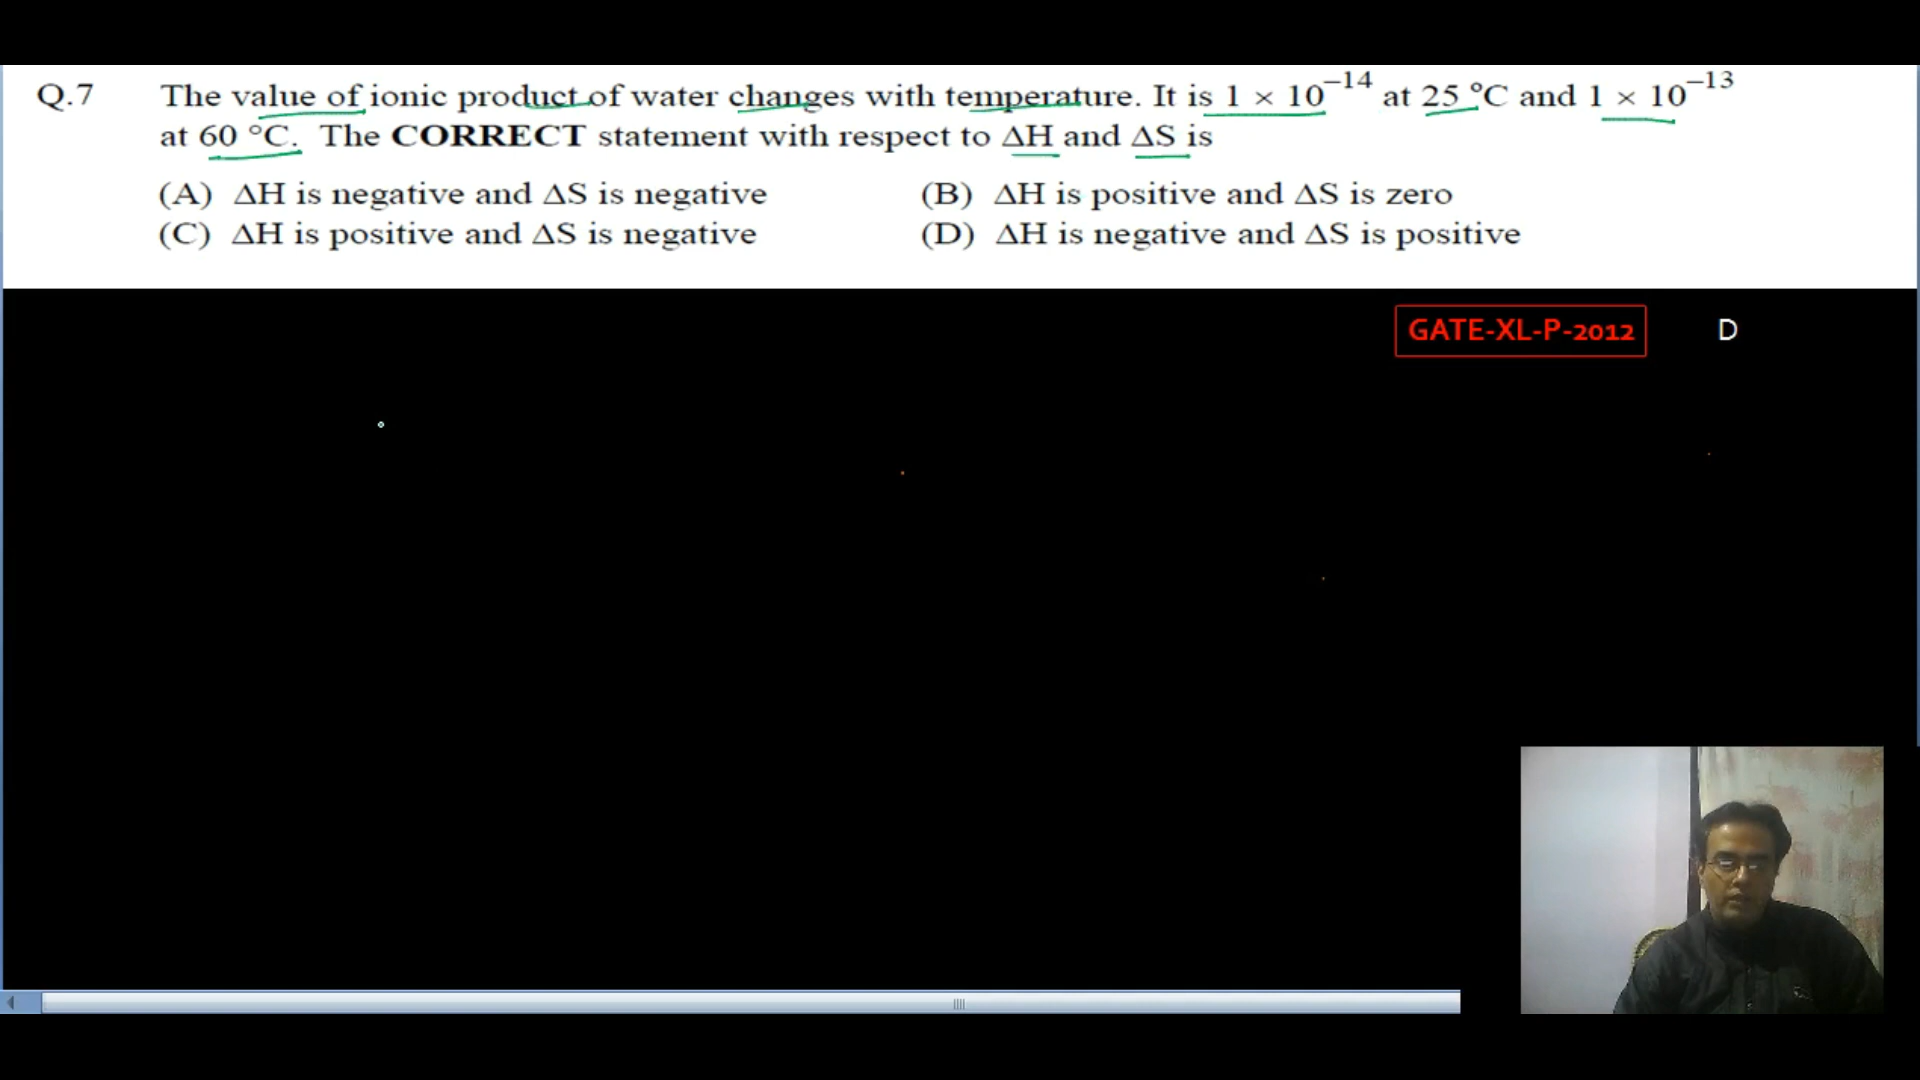 Q.7 The value of ionic product of water changes with temperature. It is 1 × 10⁻¹⁴ at 25 °C and 1 × 10⁻¹³
at 60 °C. The CORRECT statement with respect to ΔH and ΔS is
(A) ΔH is negative and ΔS is negative (B) ΔH is positive and ΔS is zero
(C) ΔH is positive and ΔS is negative (D) ΔH is negative and ΔS is positive
GATE-XL-P-2012 D